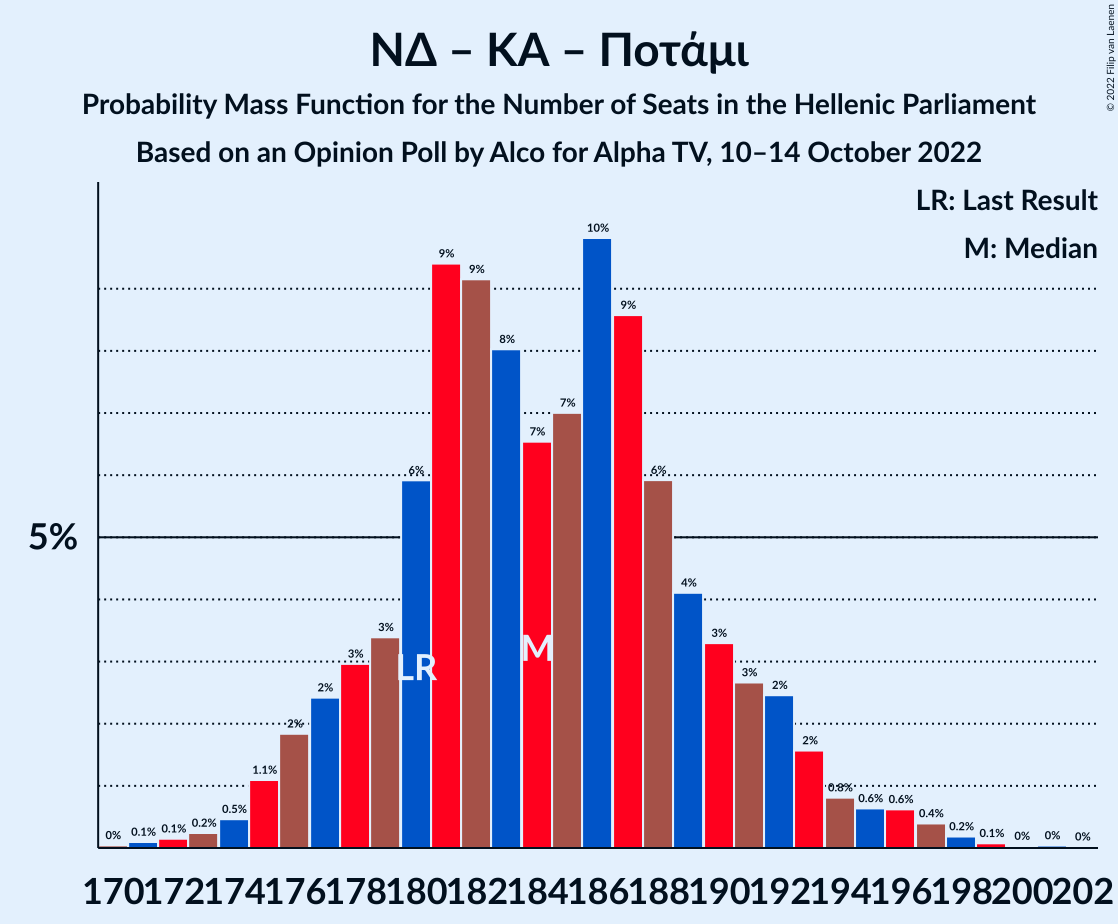 ΝΔ – ΚΑ – Ποτάμι
Probability Mass Function for the Number of Seats in the Hellenic Parliament
Based on an Opinion Poll by Alco for Alpha TV, 10–14 October 2022
© 2022 Filip van Laenen
LR: Last Result
M: Median
5%
0% 0.1% 0.1% 0.2% 0.5% 1.1% 2% 2% 3% 3% 6% 9% 9% 8% 7% 7% 10% 9% 6% 4% 3% 3% 2% 2% 0.8% 0.6% 0.6% 0.4% 0.2% 0.1% 0% 0% 0%
LR M
170 172 174 176 178 180 182 184 186 188 190 192 194 196 198 200 202